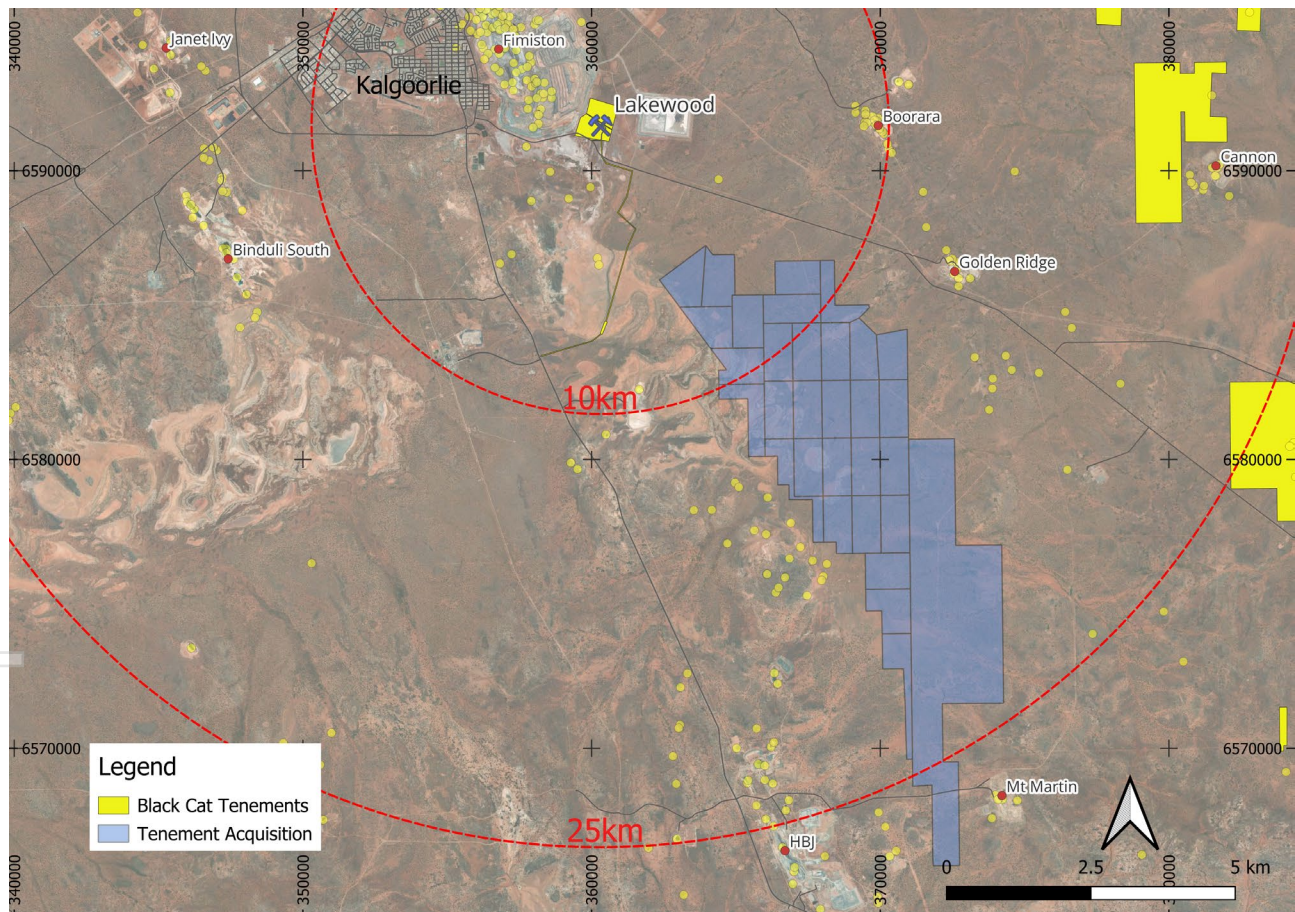 340000
350000
360000
370000
380000
Janet Ivy
Fimiston
Kalgoorlie
Lakewood
Boorara
Cannon
6590000
6590000
Binduli South
Golden Ridge
10km
6580000
6580000
6570000
6570000
Legend
Black Cat Tenements
Tenement Acquisition
Mt Martin
25km
HBJ
340000
350000
360000
370000
380000
0
2.5
5 km